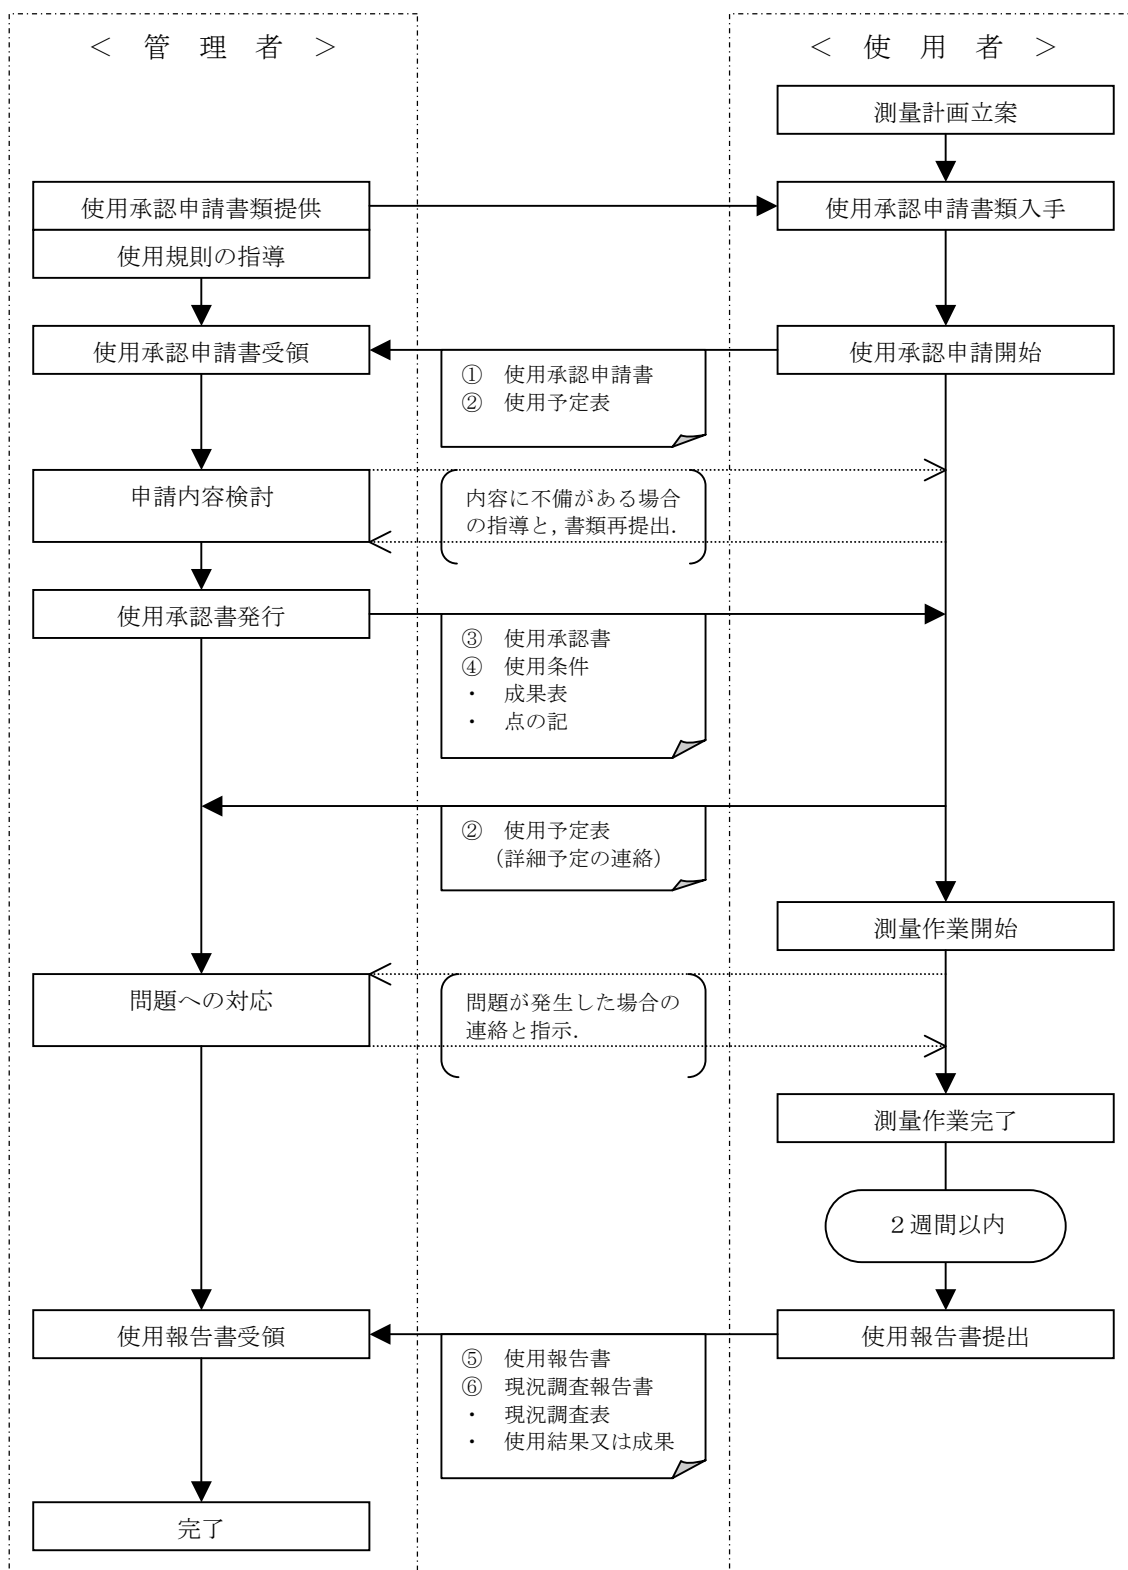 ＜ 管 理 者 ＞
＜ 使 用 者 ＞
測量計画立案
使用承認申請書類提供
使用承認申請書類入手
使用規則の指導
使用承認申請書受領
使用承認申請開始
① 使用承認申請書
② 使用予定表
申請内容検討
内容に不備がある場合
の指導と,書類再提出.
使用承認書発行
③ 使用承認書
④ 使用条件
・ 成果表
・ 点の記
② 使用予定表
（詳細予定の連絡）
測量作業開始
問題への対応
問題が発生した場合の
連絡と指示.
測量作業完了
２週間以内
使用報告書受領
使用報告書提出
⑤ 使用報告書
⑥ 現況調査報告書
・ 現況調査表
・ 使用結果又は成果
完了